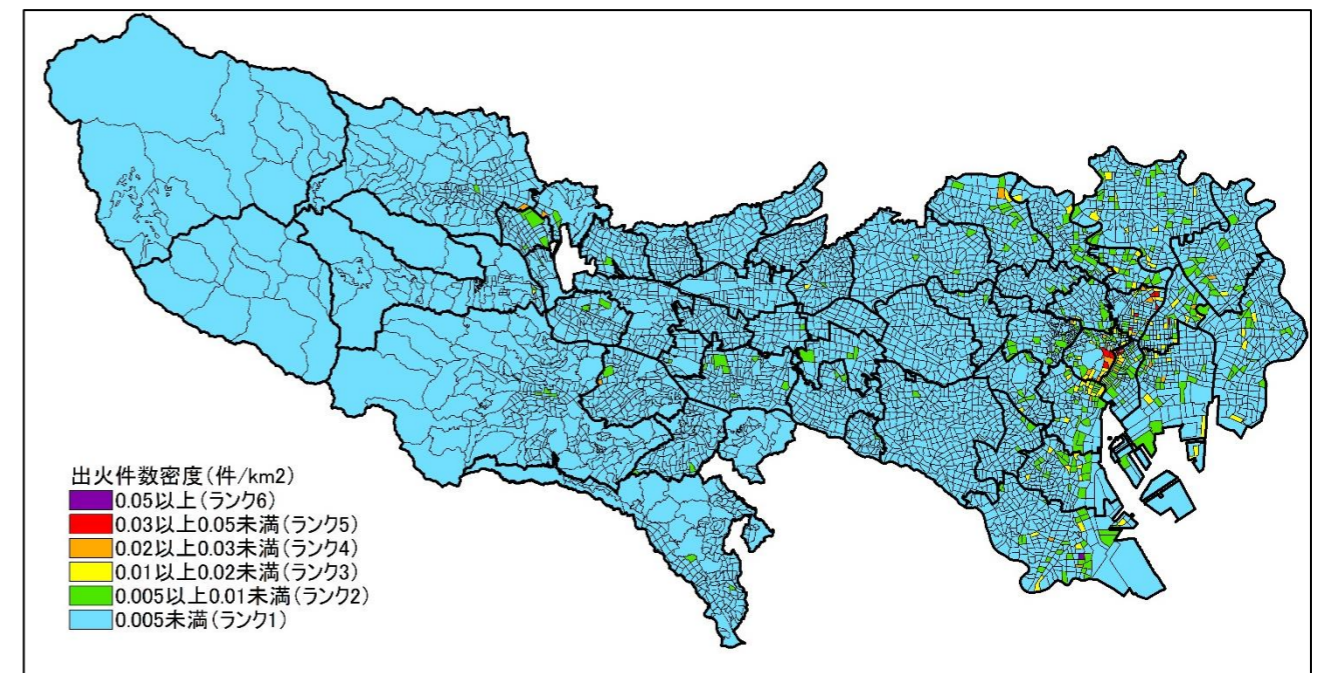 出火件数密度(件/km2)
0.05以上(ランク6)
0.03以上0.05未満(ランク5)
0.02以上0.03未満(ランク4)
0.01以上0.02未満(ランク3)
0.005以上0.01未満(ランク2)
0.005未満(ランク1)